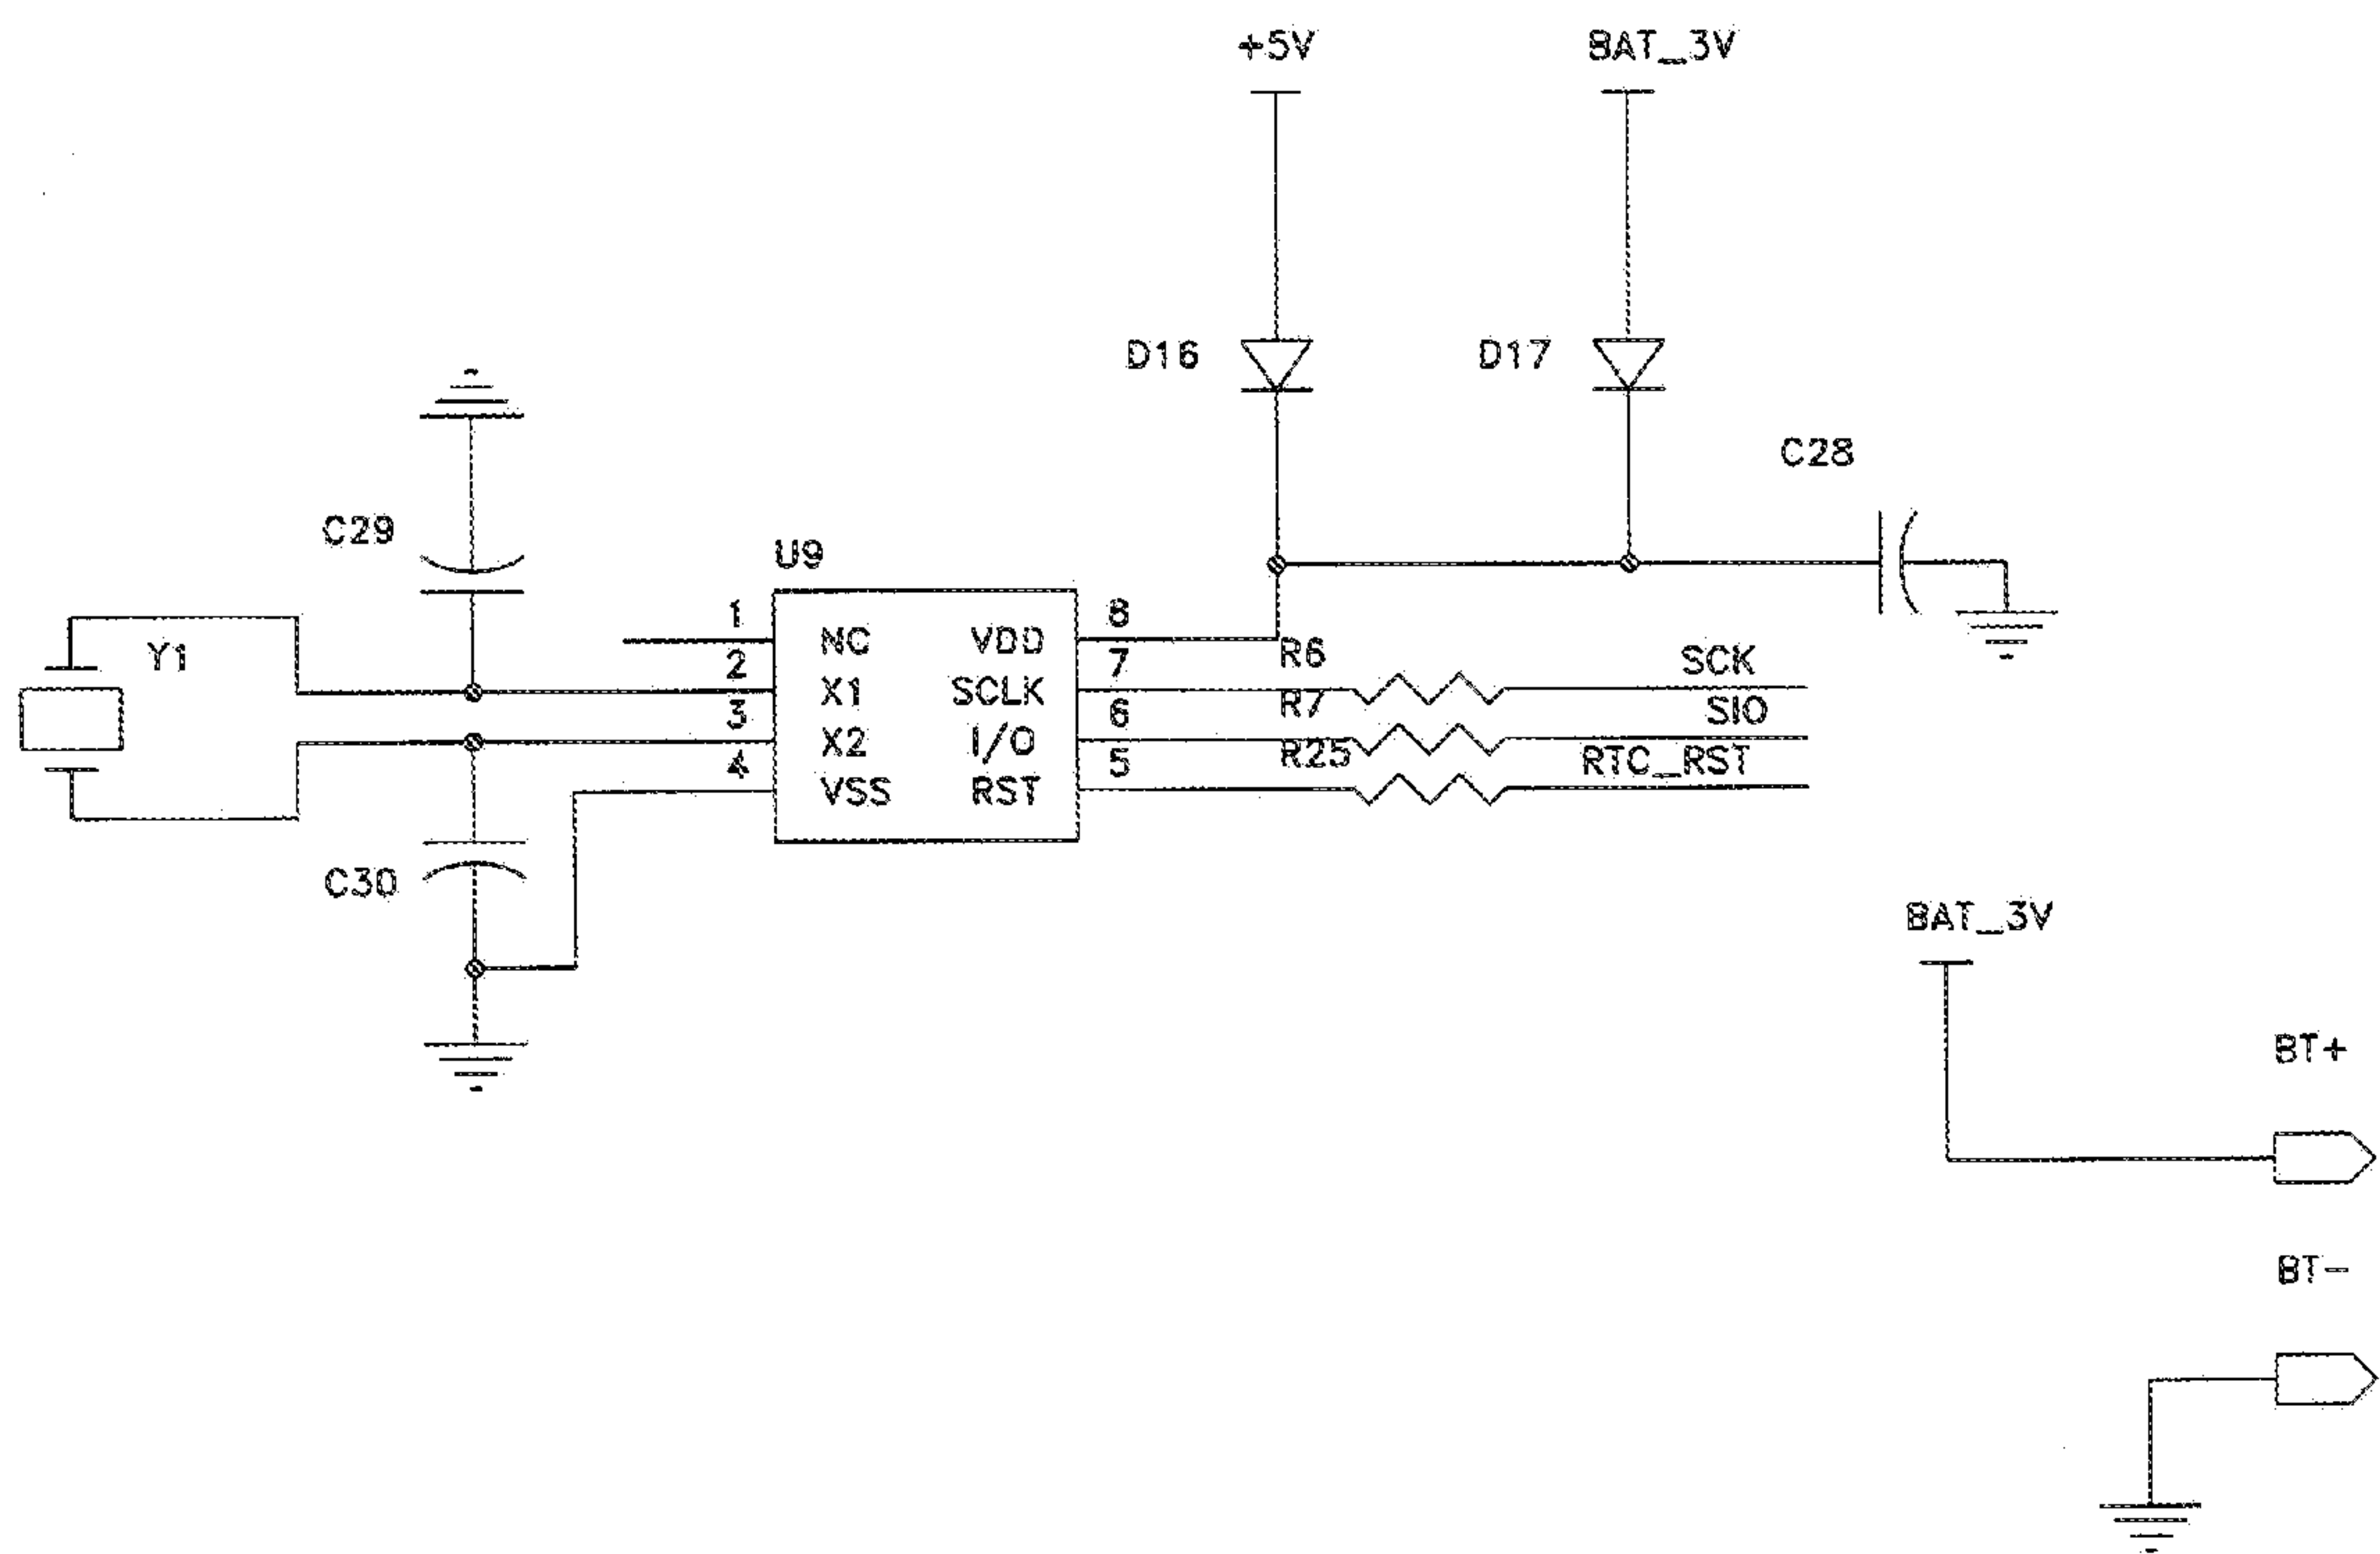 +5V BAT_3V
D16 D17
C28
C29
U9
1 8
Y1 NC VDD R6
2 7 SCK
X1 SCLK R7
3 6 SIO
X2 I/O R25
4 5 RTC_RST
VSS RST
C30
BAT_3V
BT+
BT-